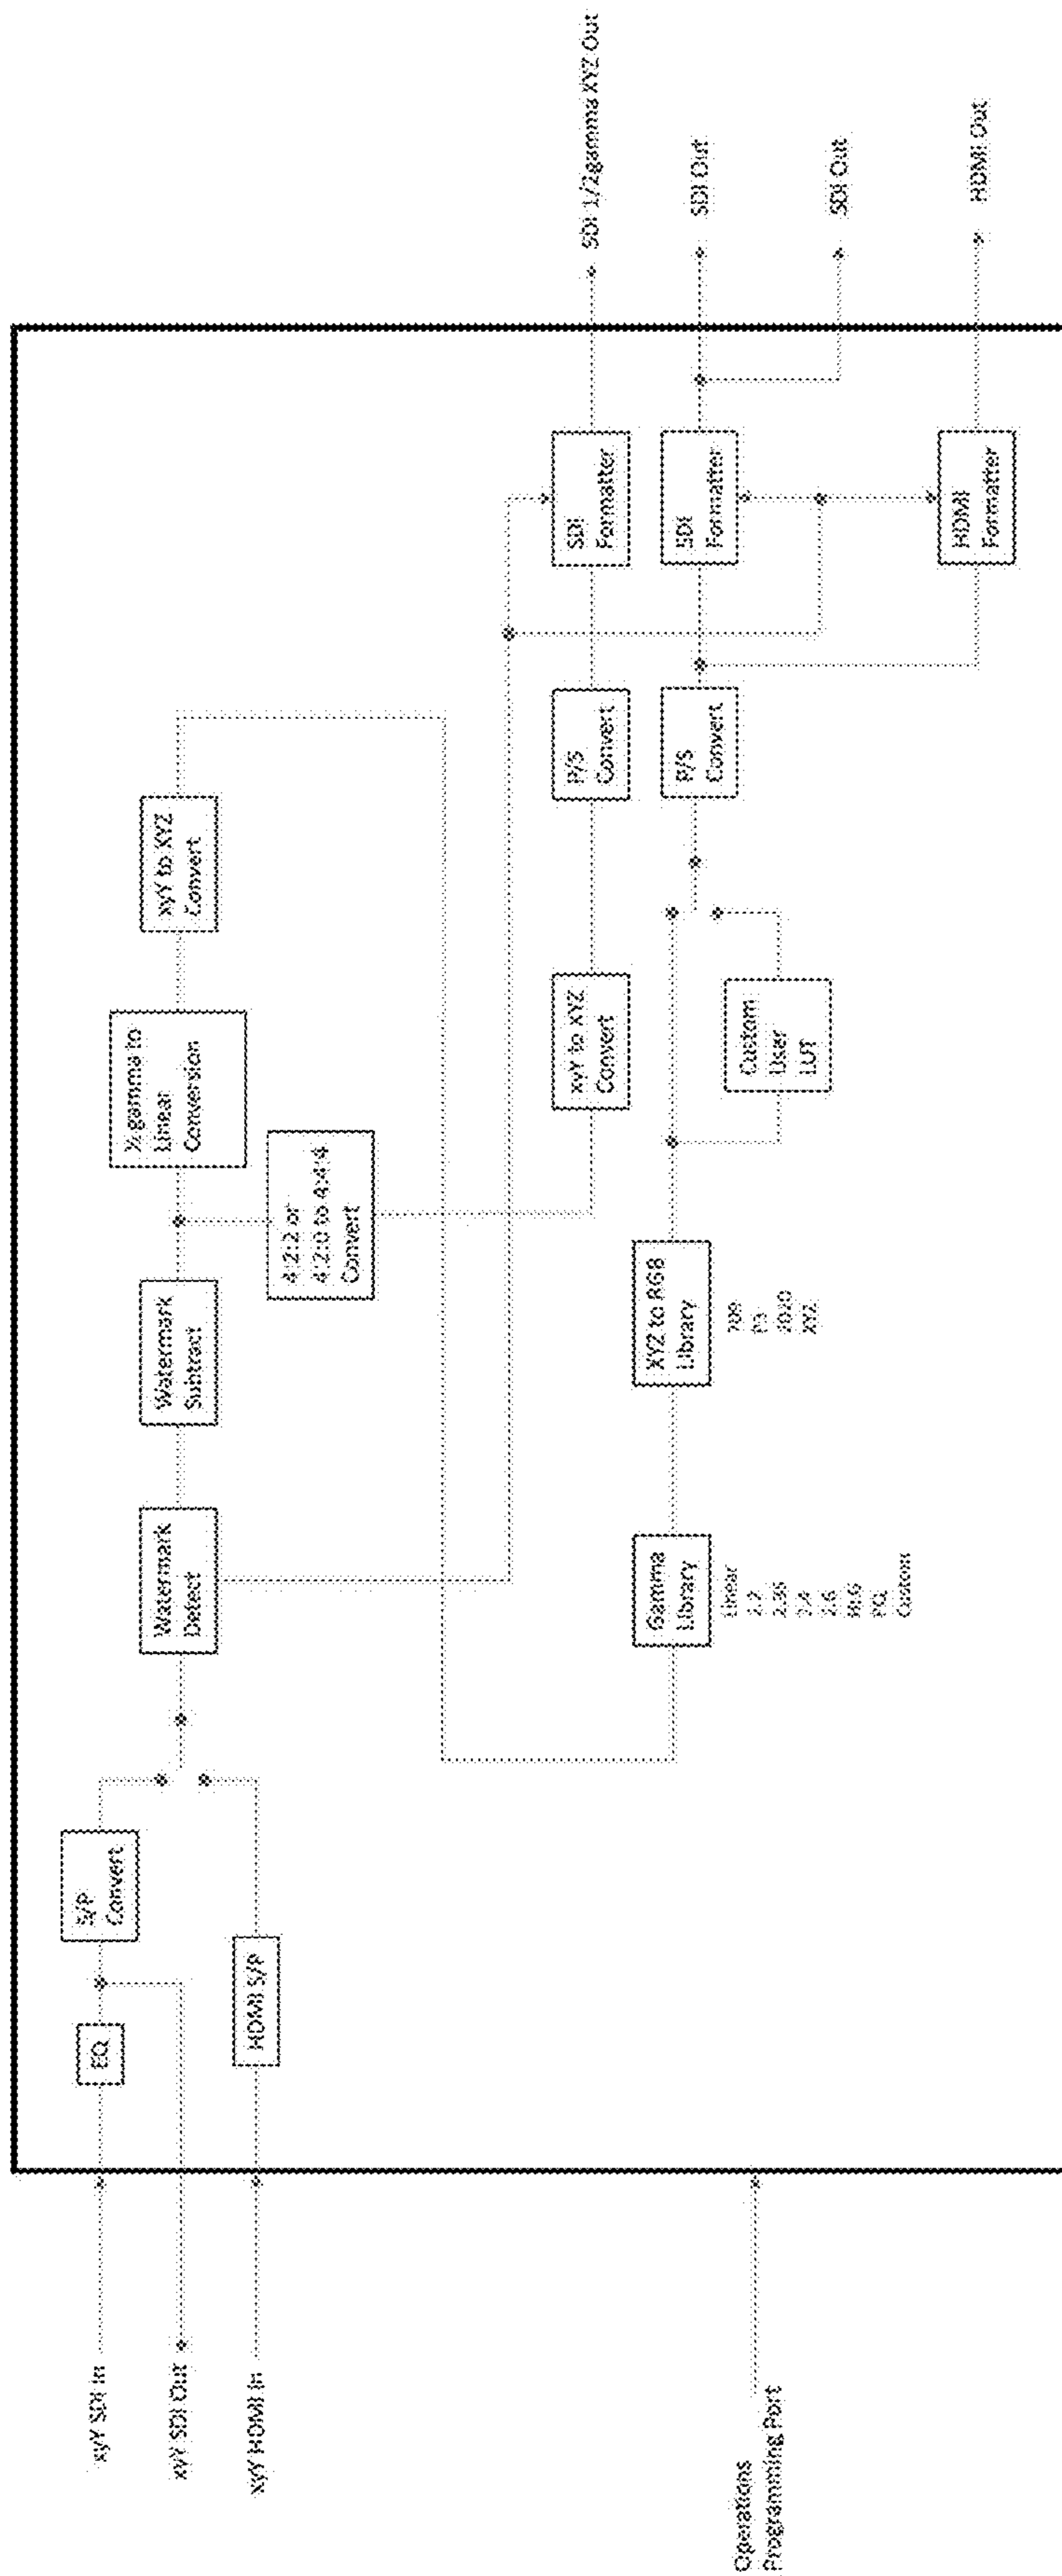 xyY SDI In
xyY SDI Out
xyY HDMI In
Operations
Programming Port
EQ
S/P
Convert
HDMI S/P
Watermark
Detect
Watermark
Subtract
½ gamma to
Linear
Conversion
xyY to XYZ
Convert
4:2:2 or
4:2:0 to 4:4:4
Convert
xyY to XYZ
Convert
P/S
Convert
SDI
Formatter
SDI 1/2gamma XYZ Out
Gamma
Library
Linear
2.2
2.35
2.4
2.6
HLG
PQ
Custom
XYZ to RGB
Library
709
P3
2020
XYZ
Custom
User
LUT
P/S
Convert
SDI
Formatter
SDI Out
SDI Out
HDMI
Formatter
HDMI Out